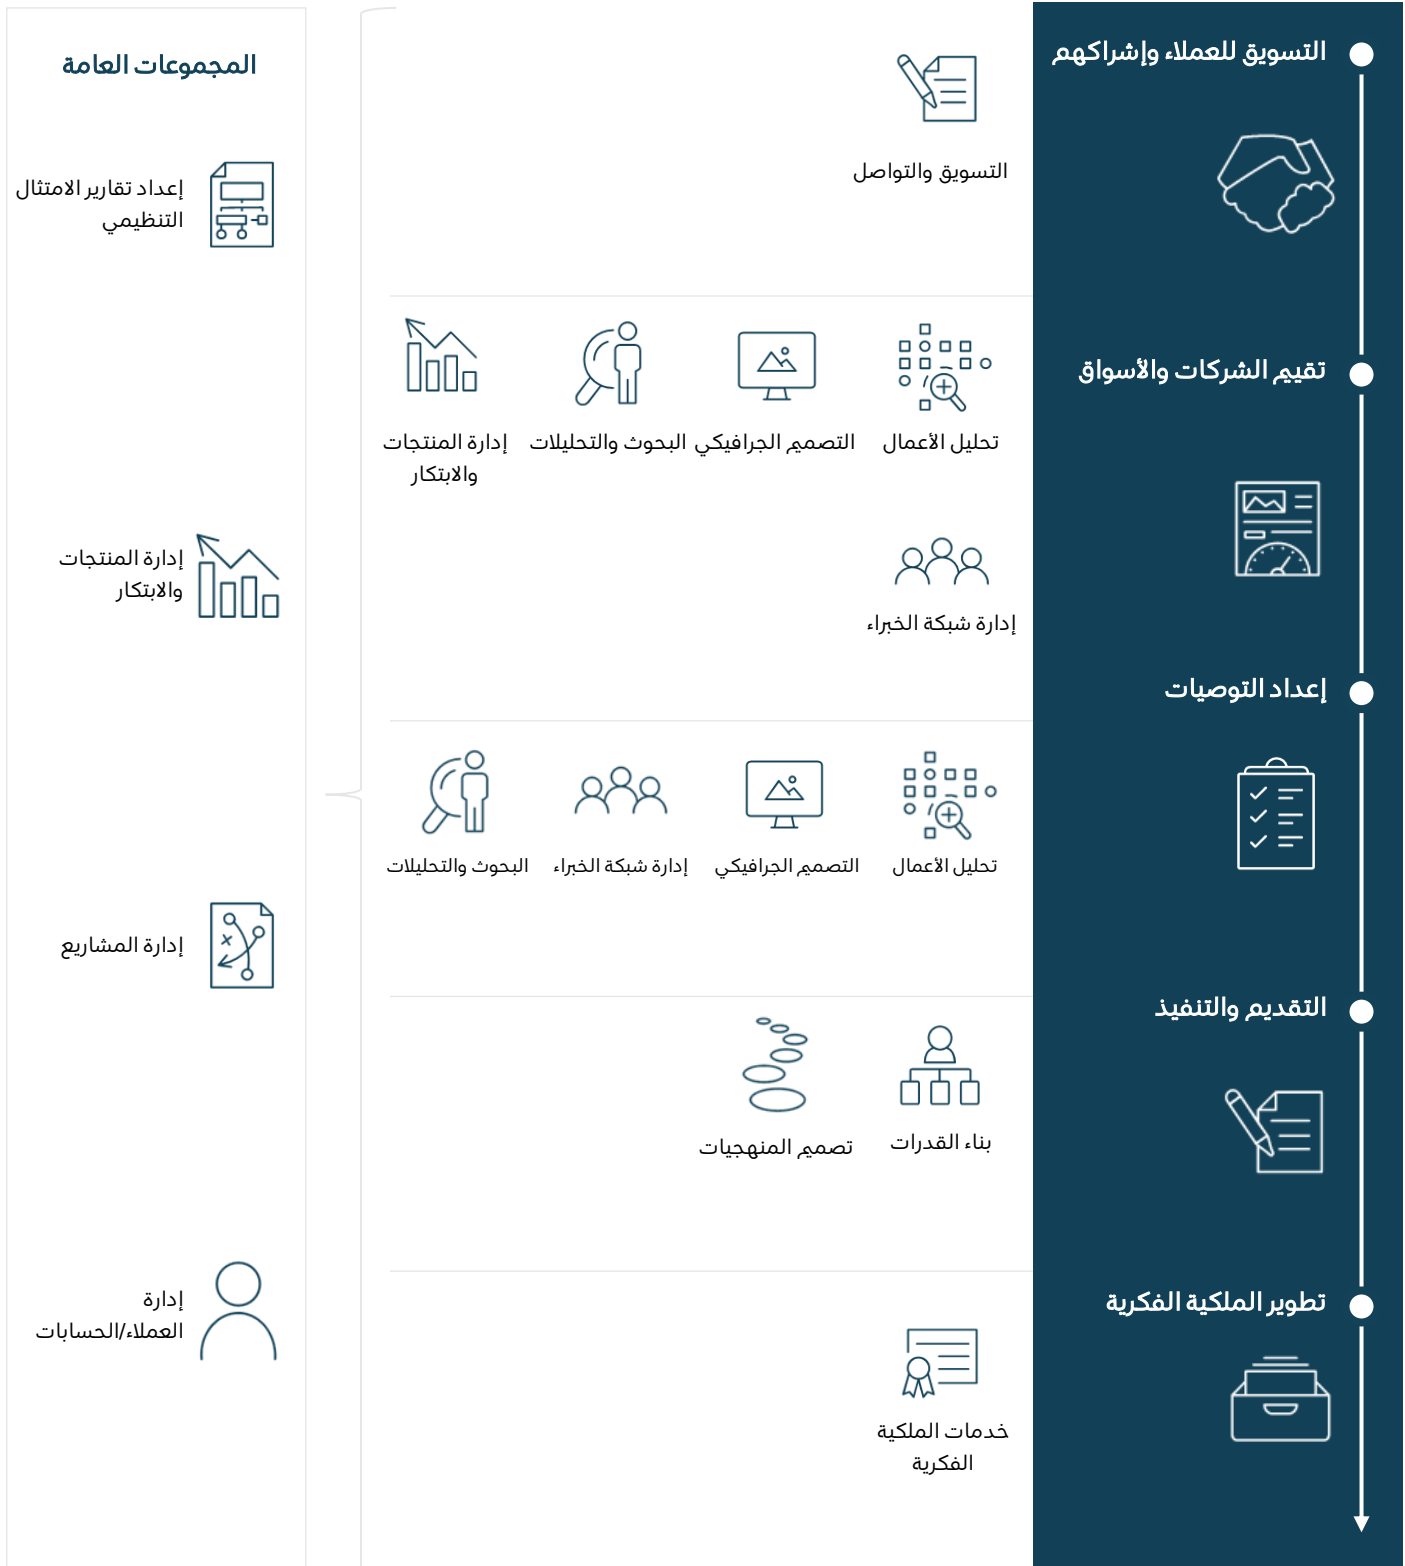 التسويق للعملاء وإشراكهم
التسويق والتواصل
تقييم الشركات والأسواق
تحليل الأعمال
التصميم الجرافيكي
البحوث والتحليلات
إدارة المنتجات
والابتكار
إدارة شبكة الخبراء
إعداد التوصيات
تحليل الأعمال
التصميم الجرافيكي
إدارة شبكة الخبراء
البحوث والتحليلات
التقديم والتنفيذ
بناء القدرات
تصميم المنهجيات
تطوير الملكية الفكرية
خدمات الملكية
الفكرية
المجموعات العامة
إعداد تقارير الامتثال
التنظيمي
إدارة المنتجات
والابتكار
إدارة المشاريع
إدارة
العملاء/الحسابات